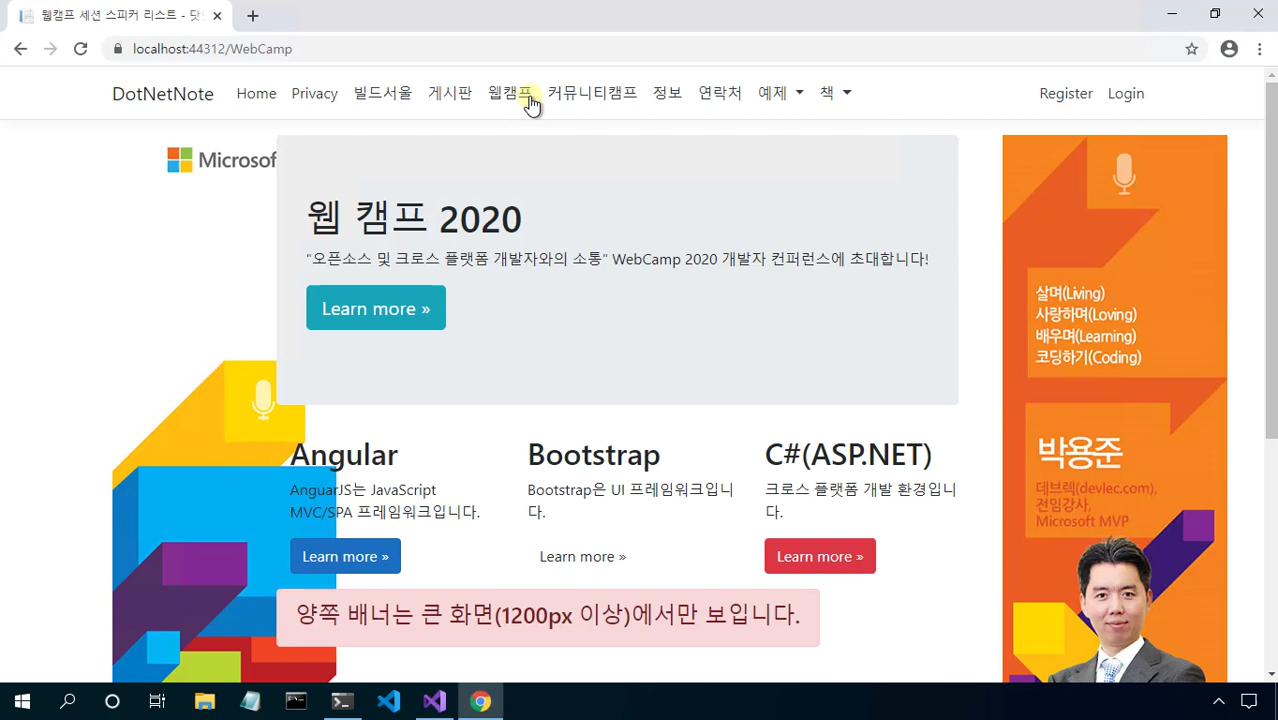 웹캠프 세션 스피커 리스트 - 닷
localhost:44312/WebCamp
DotNetNote Home Privacy 빌드서울 게시판 웹캠프 커뮤니티캠프 정보 연락처 예제 책 Register Login
Microsof
웹 캠프 2020
"오픈소스 및 크로스 플랫폼 개발자와의 소통" WebCamp 2020 개발자 컨퍼런스에 초대합니다!
Learn more »
살며(Living)
사랑하며(Loving)
배우며(Learning)
코딩하기(Coding)
박용준
데브렉(devlec.com),
전임강사,
Microsoft MVP
Angular
AnguarJS는 JavaScript
MVC/SPA 프레임워크입니다.
Learn more »
Bootstrap
Bootstrap은 UI 프레임워크입니
다.
Learn more »
C#(ASP.NET)
크로스 플랫폼 개발 환경입니
다.
Learn more »
양쪽 배너는 큰 화면(1200px 이상)에서만 보입니다.